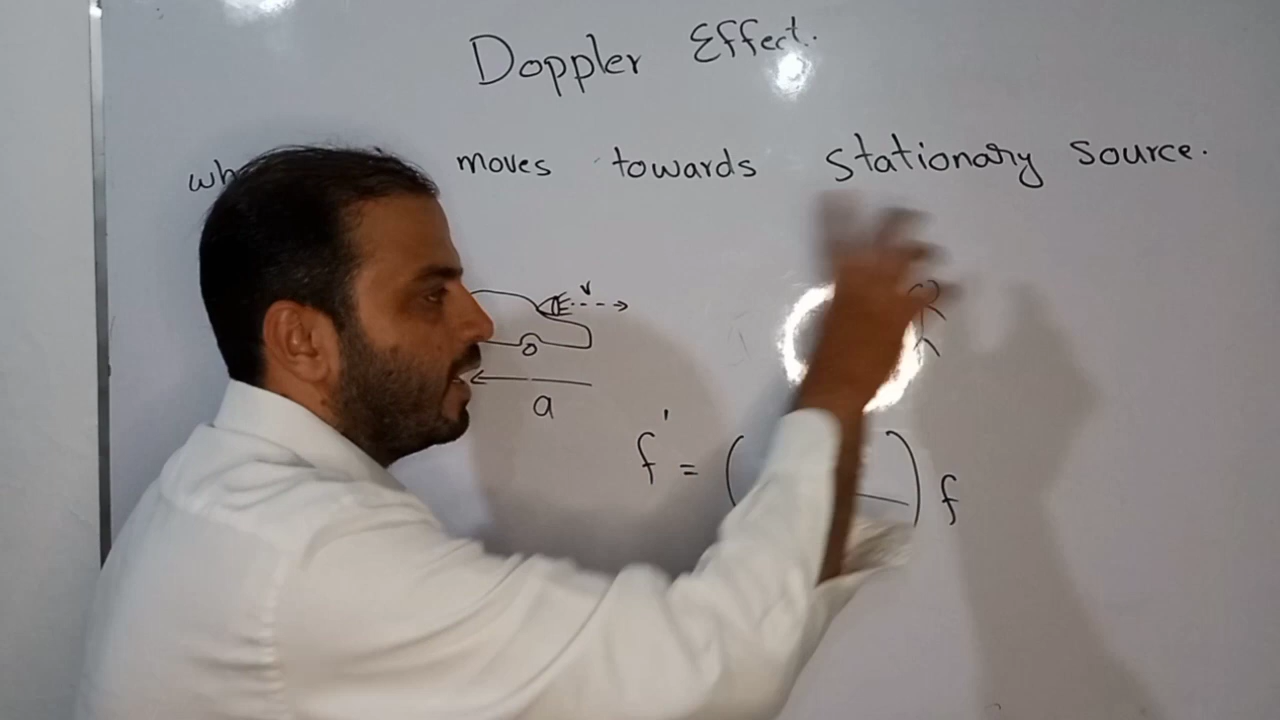 Doppler Effect.
moves towards stationary source.
v
a
f' = ( ) f